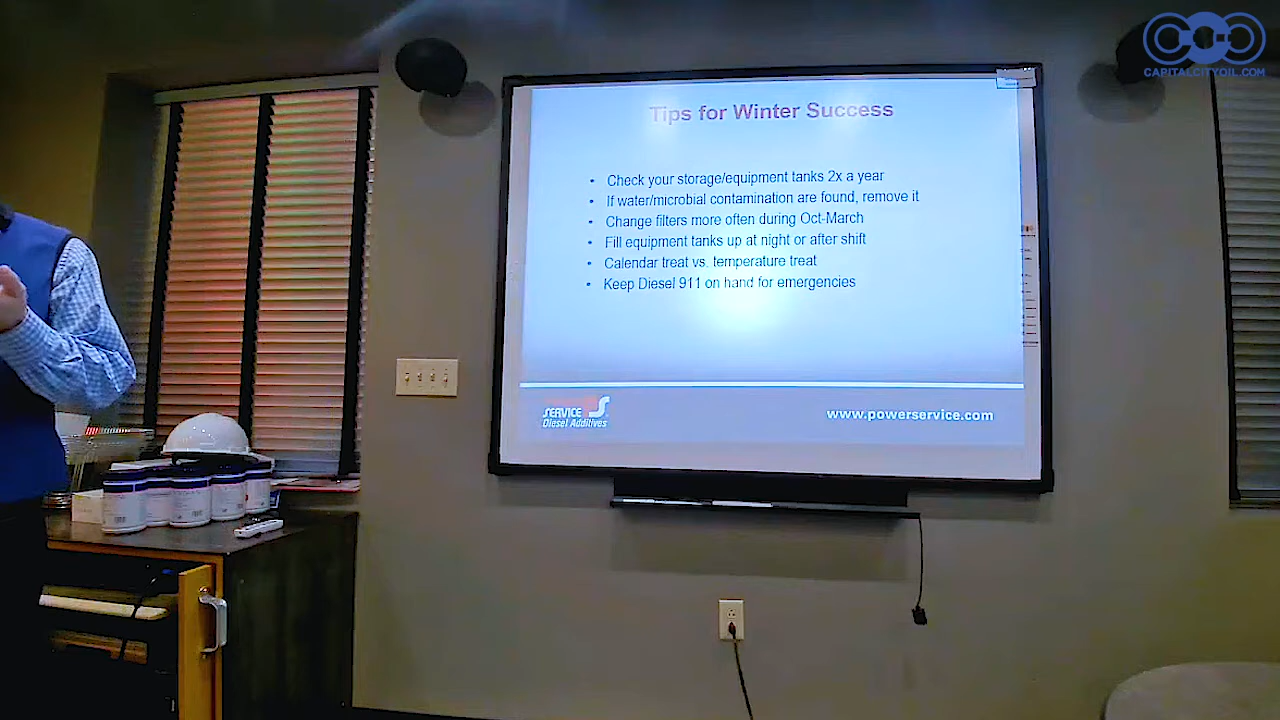 CAPITALCITYOIL.COM
Tips for Winter Success
• Check your storage/equipment tanks 2x a year
• If water/microbial contamination are found, remove it
• Change filters more often during Oct-March
• Fill equipment tanks up at night or after shift
• Calendar treat vs. temperature treat
• Keep Diesel 911 on hand for emergencies
SERVICE
Diesel Additives
www.powerservice.com